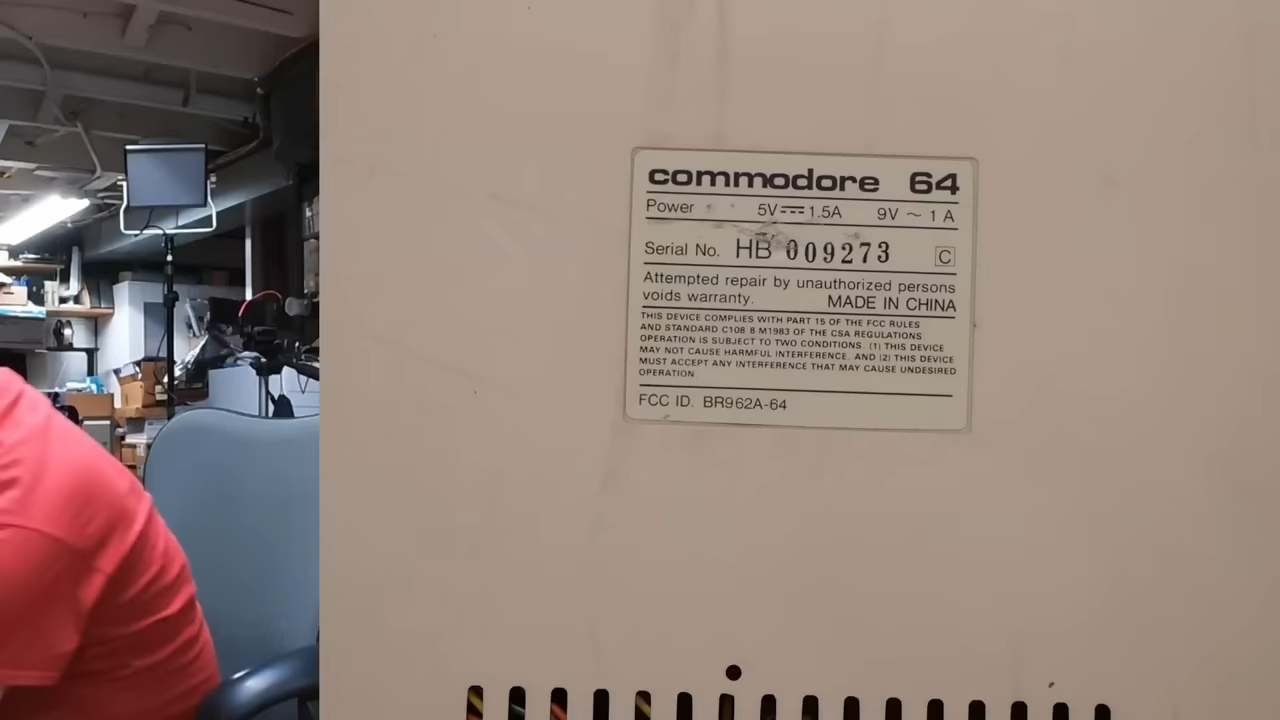 commodore 64
Power 5V⎓1.5A 9V ~ 1 A
Serial No. HB 009273 C
Attempted repair by unauthorized persons
voids warranty. MADE IN CHINA
THIS DEVICE COMPLIES WITH PART 15 OF THE FCC RULES
AND STANDARD C108 8 M1983 OF THE CSA REGULATIONS
OPERATION IS SUBJECT TO TWO CONDITIONS (1) THIS DEVICE
MAY NOT CAUSE HARMFUL INTERFERENCE. AND (2) THIS DEVICE
MUST ACCEPT ANY INTERFERENCE THAT MAY CAUSE UNDESIRED
OPERATION
FCC ID. BR962A-64